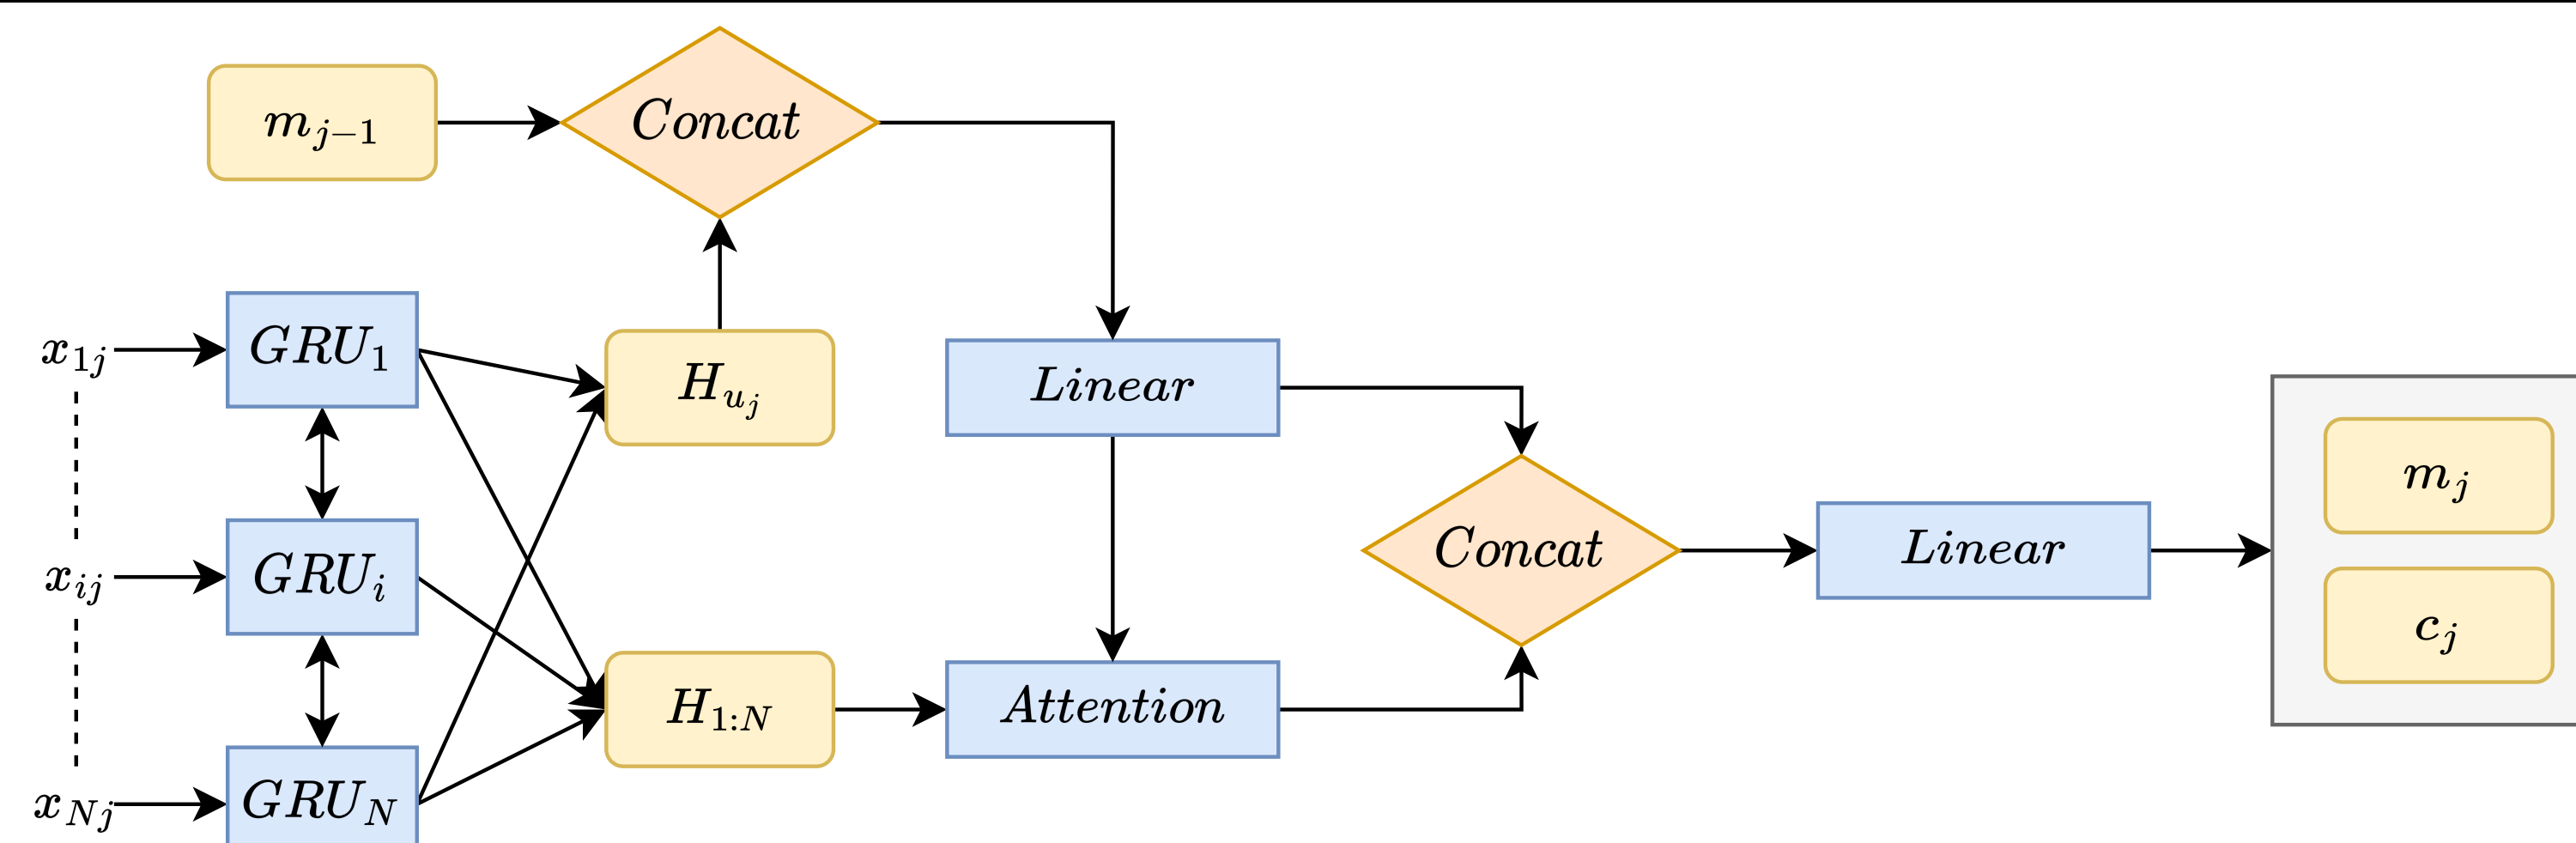 m_{j-1}
Concat
x_{1j}
GRU_1
H_{u_j}
Linear
x_{ij}
GRU_i
Concat
Linear
m_j
c_j
H_{1:N}
Attention
x_{Nj}
GRU_N